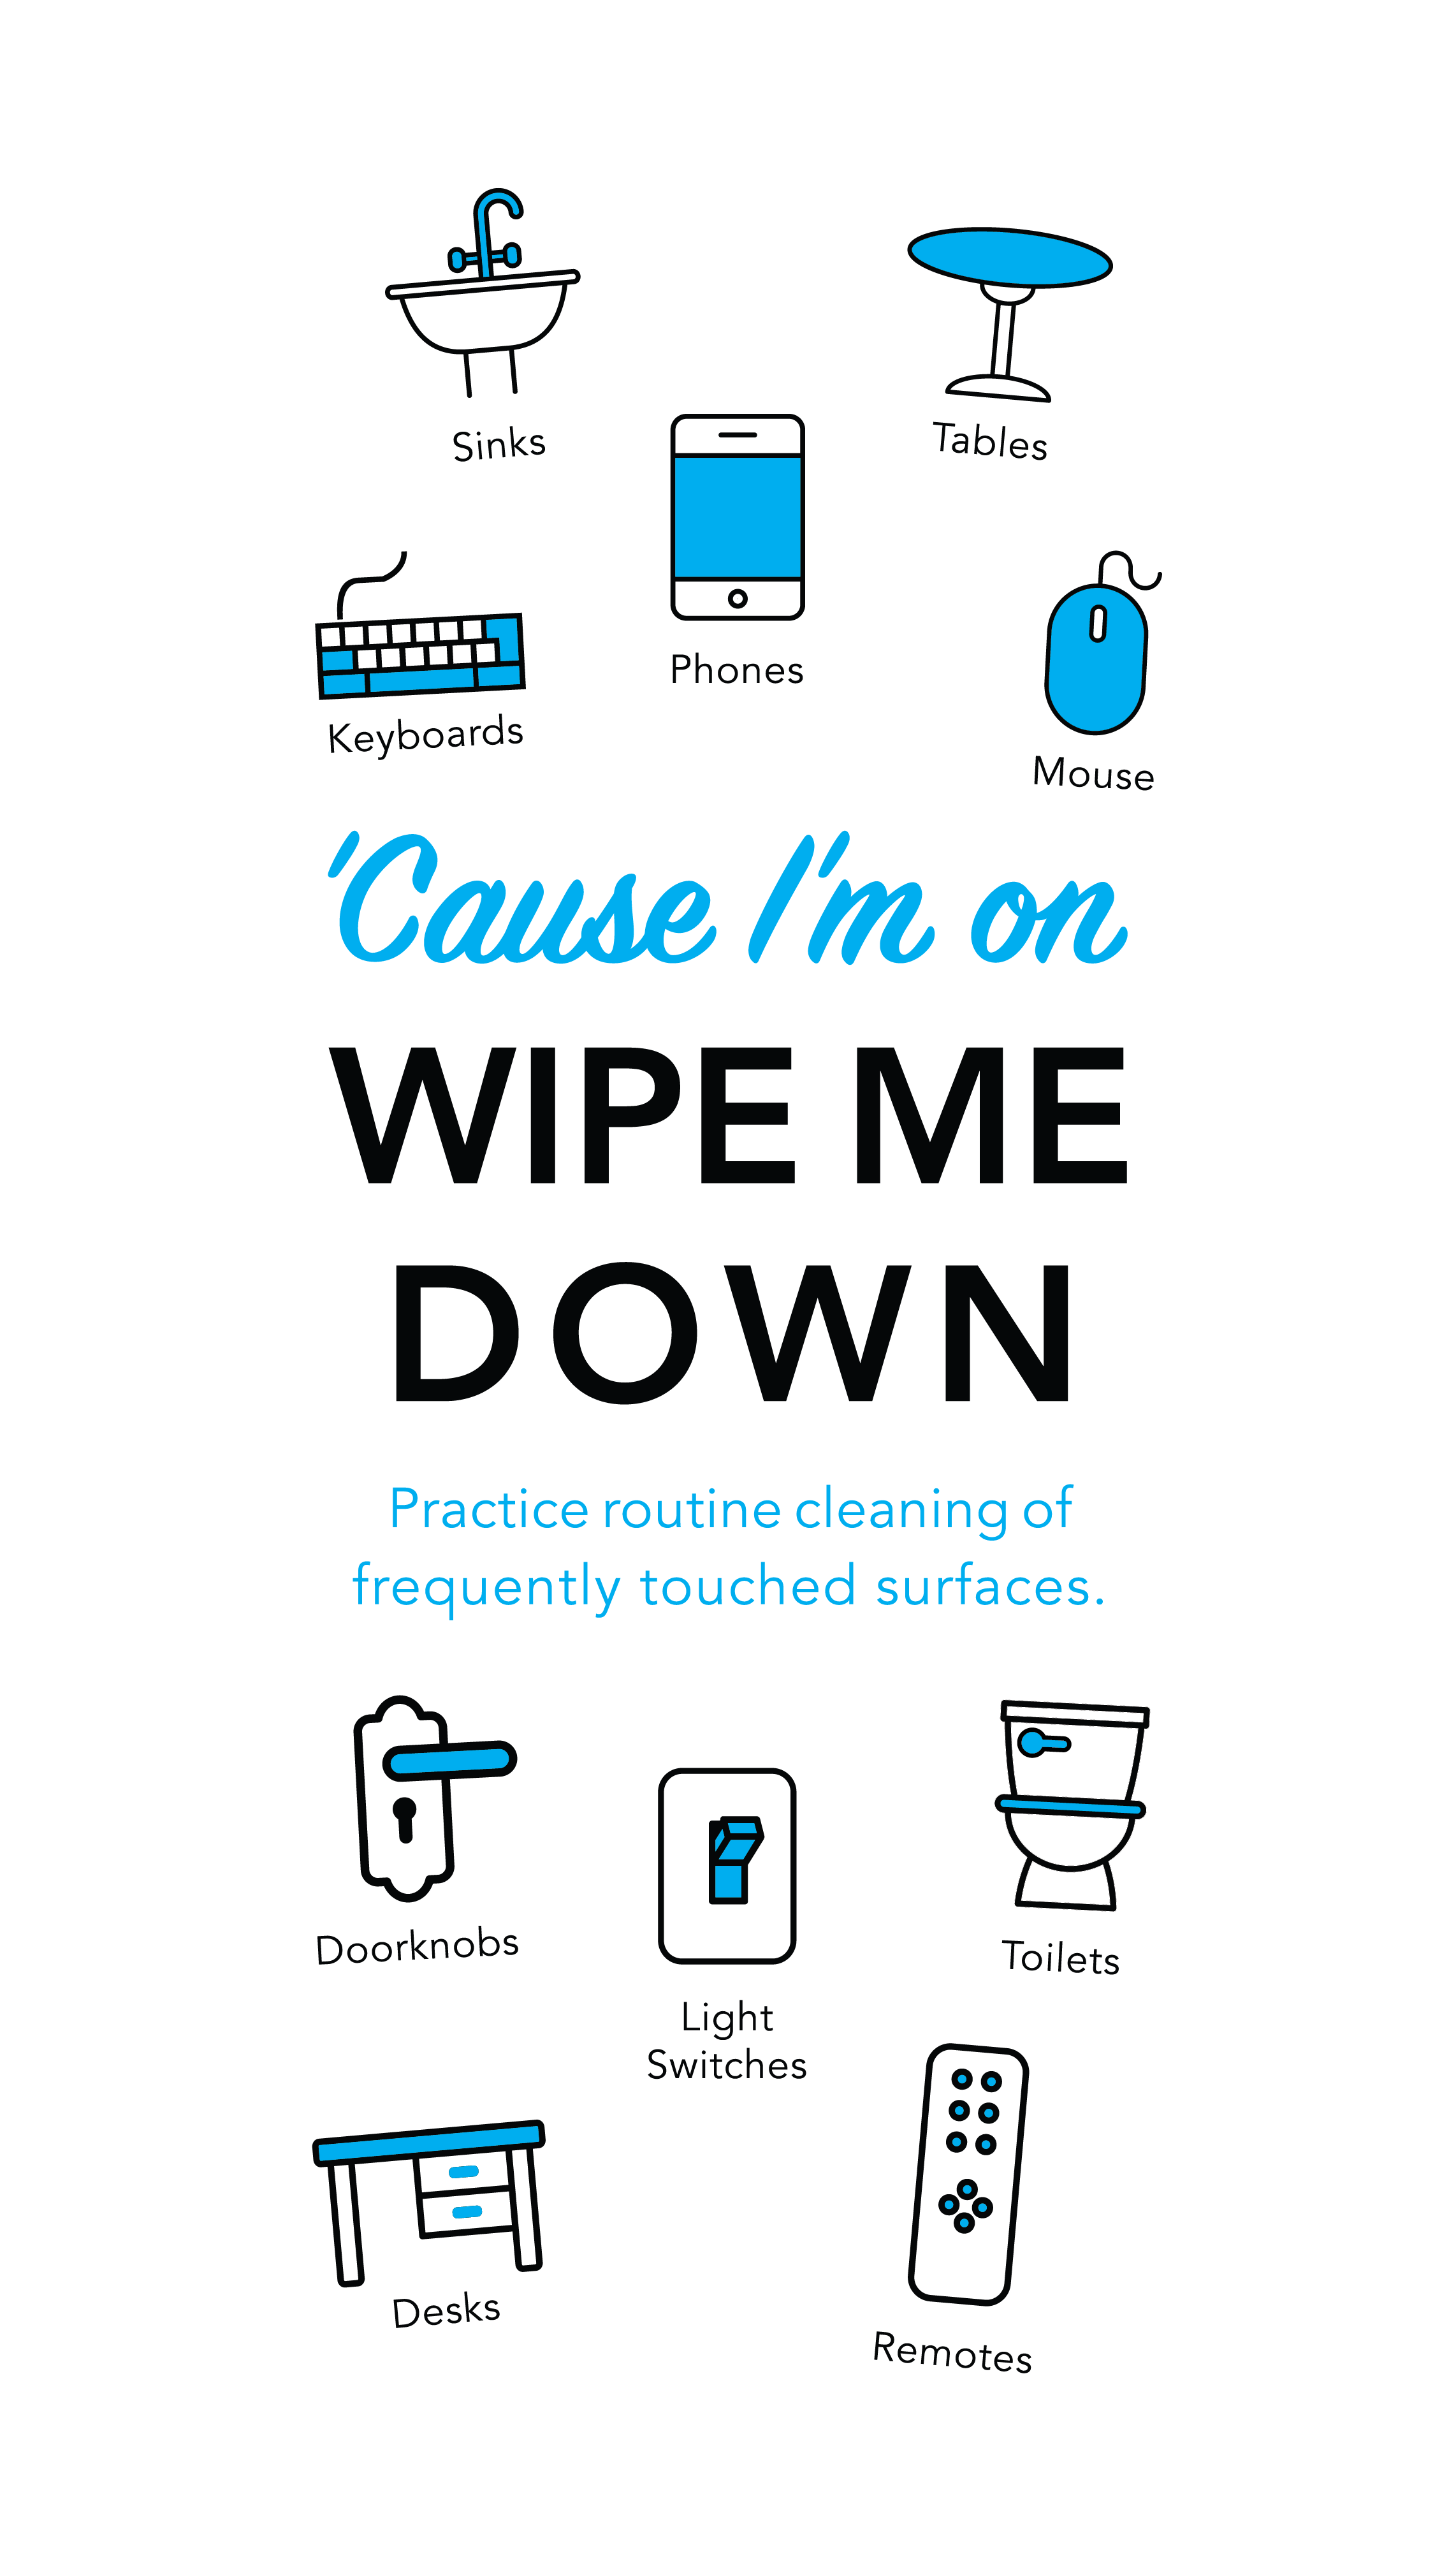 Sinks
Tables
Phones
Keyboards
Mouse
'Cause I'm on
WIPE ME
DOWN
Practice routine cleaning of
frequently touched surfaces.
Doorknobs
Light
Switches
Toilets
Desks
Remotes